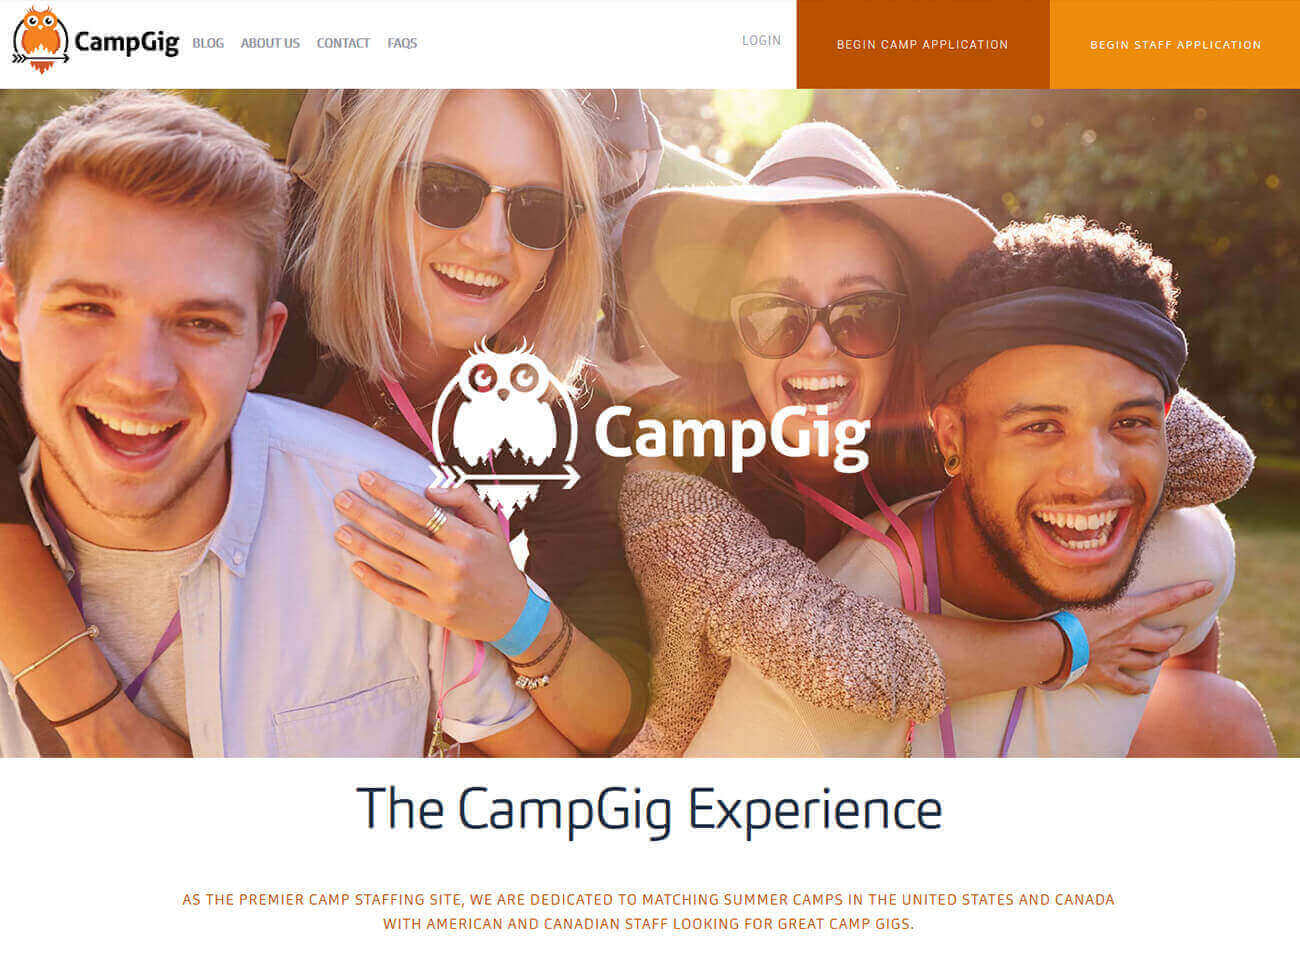 CampGig
BLOG ABOUT US CONTACT FAQS
LOGIN
BEGIN CAMP APPLICATION
BEGIN STAFF APPLICATION
CampGig
The CampGig Experience
AS THE PREMIER CAMP STAFFING SITE, WE ARE DEDICATED TO MATCHING SUMMER CAMPS IN THE UNITED STATES AND CANADA
WITH AMERICAN AND CANADIAN STAFF LOOKING FOR GREAT CAMP GIGS.